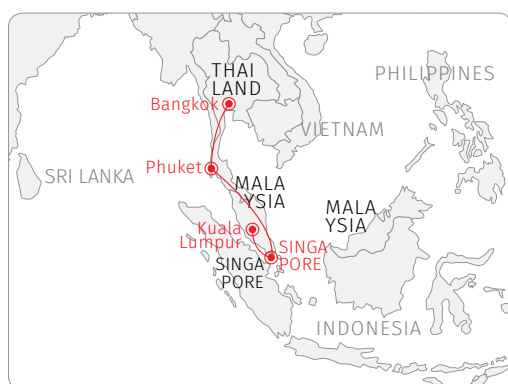 THAI
LAND
PHILIPPINES
Bangkok
VIETNAM
Phuket
SRI LANKA
MALA
YSIA
MALA
YSIA
Kuala
Lumpur
SINGA
PORE
SINGA
PORE
INDONESIA